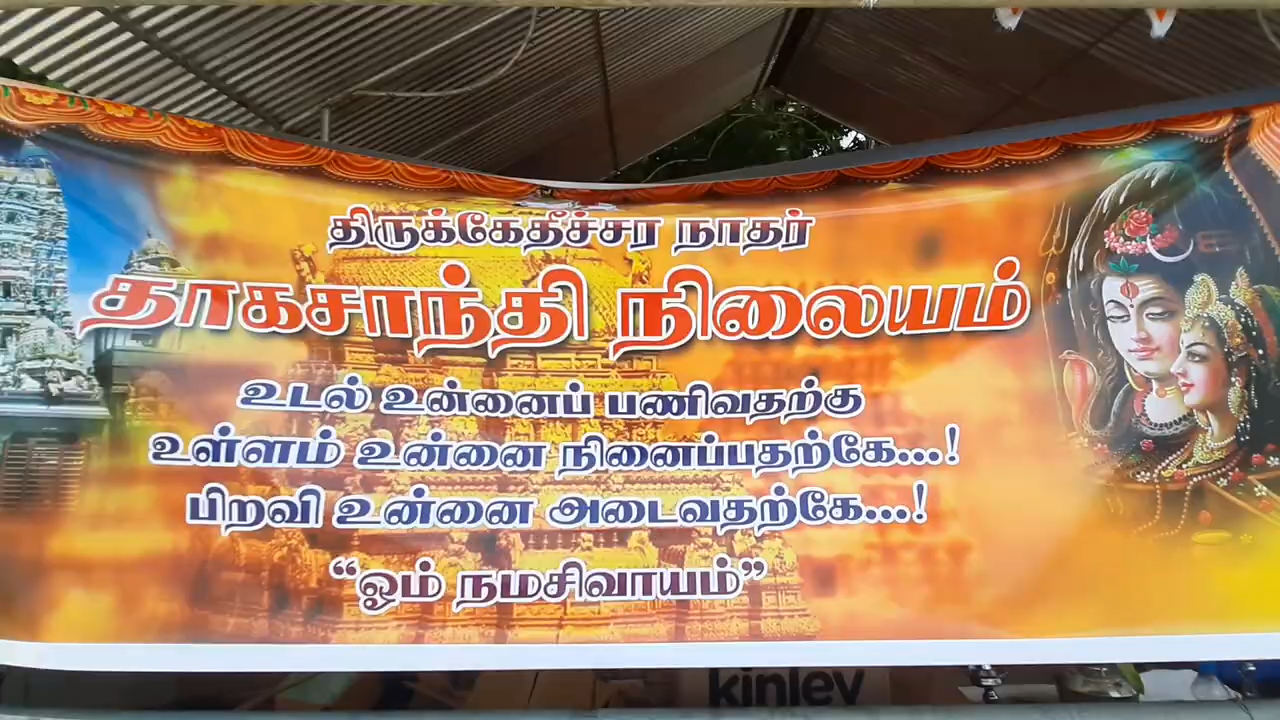 திருக்கேதீச்சர நாதர்
தாகசாந்தி நிலையம்
உடல் உன்னைப் பணிவதற்கு
உள்ளம் உன்னை நினைப்பதற்கே...!
பிறவி உன்னை அடைவதற்கே...!
“ஓம் நமசிவாயம்”
kinley